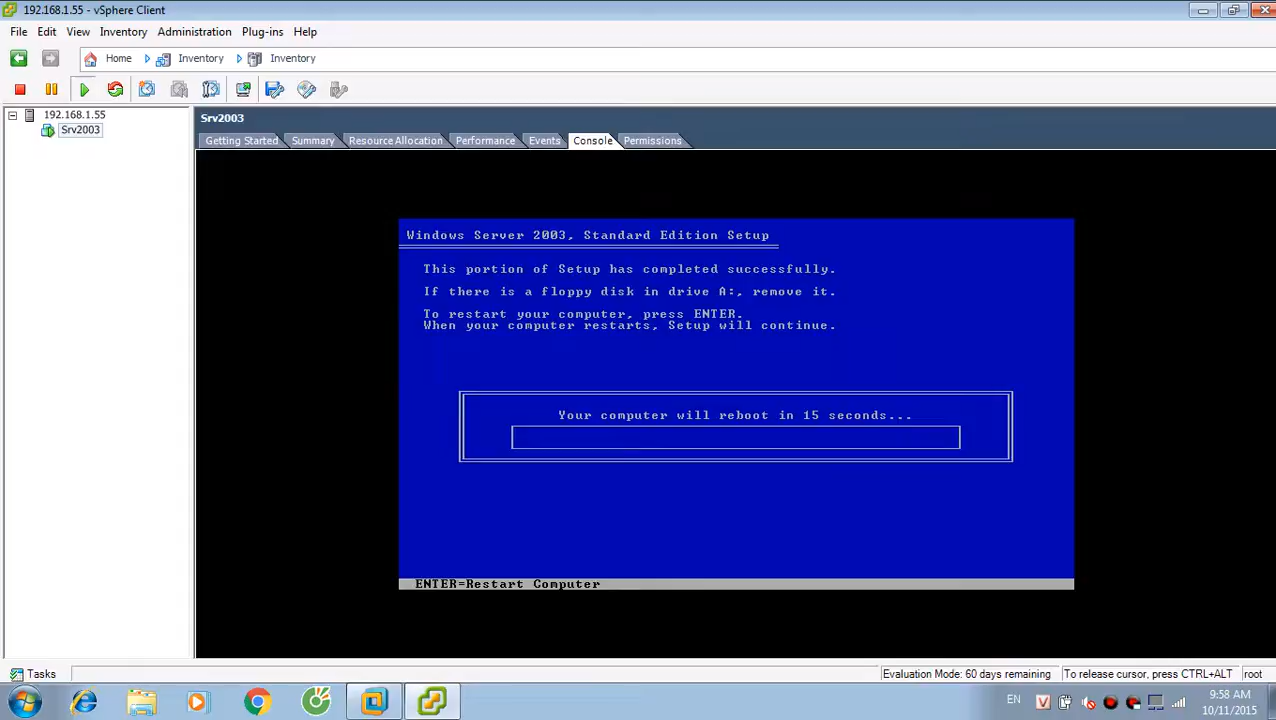 192.168.1.55 - vSphere Client
File Edit View Inventory Administration Plug-ins Help
Home Inventory Inventory
192.168.1.55
Srv2003
Srv2003
Getting Started Summary Resource Allocation Performance Events Console Permissions
Windows Server 2003, Standard Edition Setup
This portion of Setup has completed successfully.
If there is a floppy disk in drive A:, remove it.
To restart your computer, press ENTER.
When your computer restarts, Setup will continue.
Your computer will reboot in 15 seconds...
ENTER=Restart Computer
Tasks Evaluation Mode: 60 days remaining To release cursor, press CTRL+ALT root
EN V 9:58 AM
10/11/2015